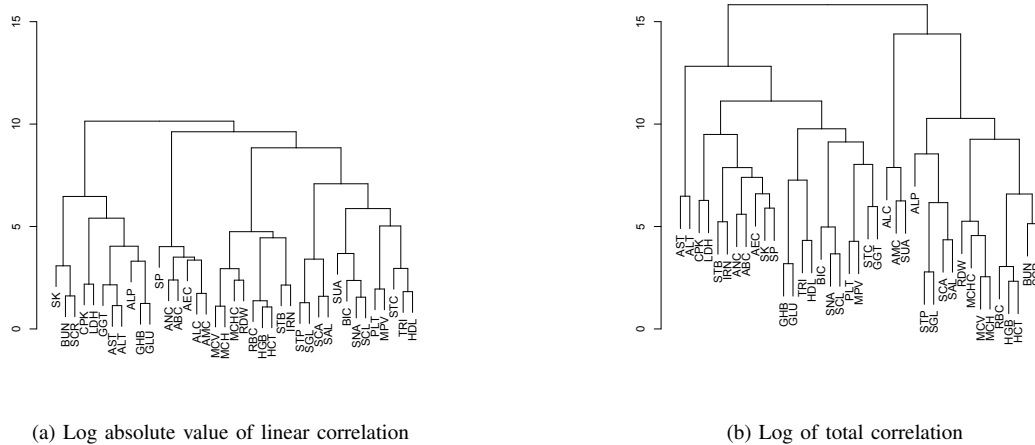 15
10
5
0
SK
BUN
SCR
CPK
LDH
GGT
AST
ALT
ALP
GHB
GLU
SP
ANC
ABC
AEC
ALC
AMC
MCV
MCH
MCHC
RDW
RBC
HGB
HCT
STB
IRN
STP
SGL
SCA
SAL
SUA
BIC
SNA
SCL
PLT
MPV
STC
TRI
HDL
(a) Log absolute value of linear correlation
15
10
5
0
AST
ALT
CPK
LDH
STB
IRN
ANC
ABC
AEC
SK
SP
GHB
GLU
TRI
HDL
BIC
SNA
SCL
PLT
MPV
STC
GGT
ALC
AMC
SUA
ALP
STP
SGL
SCA
SAL
RDW
MCHC
MCV
MCH
RBC
HGB
HCT
BUN
(b) Log of total correlation